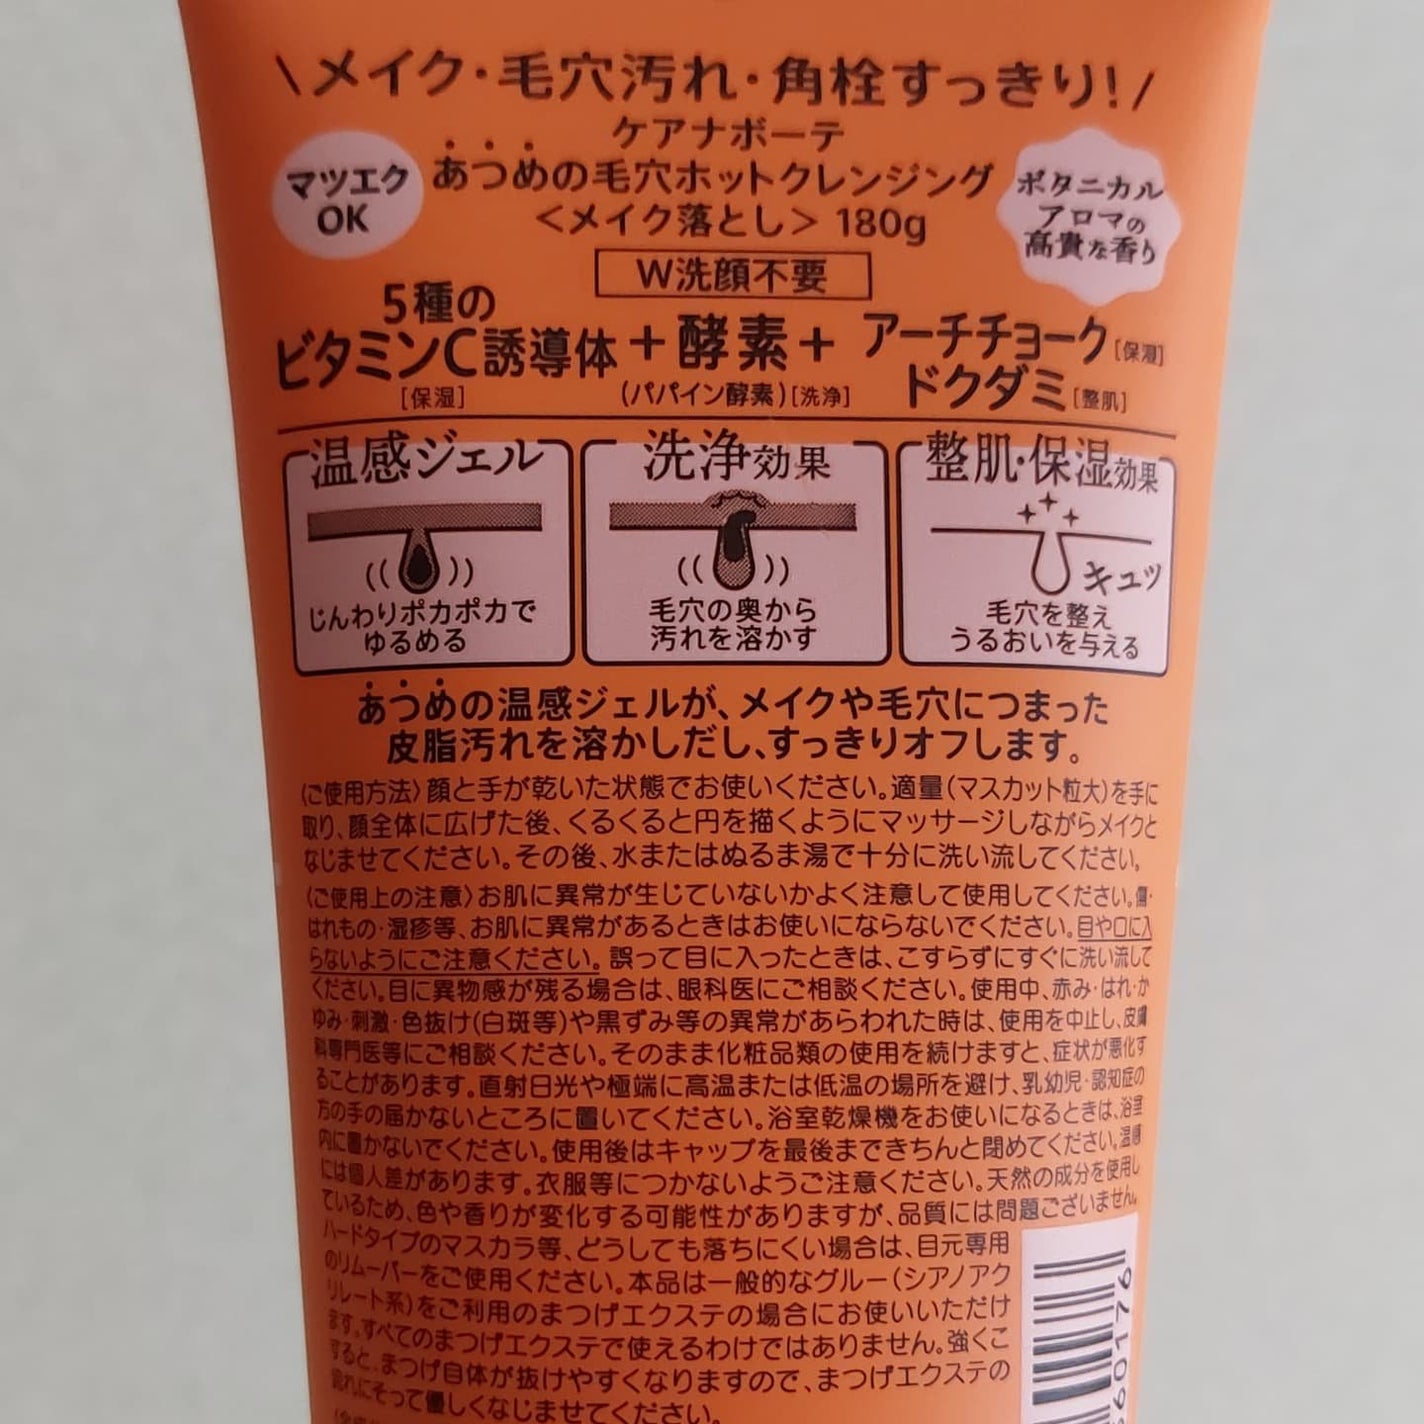 \メイク・毛穴汚れ・角栓すっきり!/
ケアナボーテ
マツエク
OK
あつめの毛穴ホットクレンジング
<メイク落とし> 180g
ボタニカル
アロマの
高貴な香り
W洗顔不要
5種の
ビタミンC誘導体
[保湿]
+
酵素
(パパイン酵素)[洗浄]
+
アーチチョーク[保湿]
ドクダミ[整肌]
温感ジェル
じんわりポカポカで
ゆるめる
洗浄効果
毛穴の奥から
汚れを溶かす
整肌・保湿効果
キュッ
毛穴を整え
うるおいを与える
あつめの温感ジェルが、メイクや毛穴につまった
皮脂汚れを溶かしだし、すっきりオフします。
〈ご使用方法〉顔と手が乾いた状態でお使いください。適量(マスカット粒大)を手に
取り、顔全体に広げた後、くるくると円を描くようにマッサージしながらメイクと
なじませてください。その後、水またはぬるま湯で十分に洗い流してください。
〈ご使用上の注意〉お肌に異常が生じていないかよく注意して使用してください。傷・
はれもの・湿疹等、お肌に異常があるときはお使いにならないでください。目や口に入
らないようにご注意ください。誤って目に入ったときは、こすらずにすぐに洗い流して
ください。目に異物感が残る場合は、眼科医にご相談ください。使用中、赤み・はれ・か
ゆみ・刺激・色抜け(白斑等)や黒ずみ等の異常があらわれた時は、使用を中止し、皮膚
科専門医等にご相談ください。そのまま化粧品類の使用を続けますと、症状が悪化す
ることがあります。直射日光や極端に高温または低温の場所を避け、乳幼児・認知症の
方の手の届かないところに置いてください。浴室乾燥機をお使いになるときは、浴室
内に置かないでください。使用後はキャップを最後まできちんと閉めてください。温感
には個人差があります。衣服等につかないようご注意ください。天然の成分を使用し
ているため、色や香りが変化する可能性がありますが、品質には問題ございません。
ハードタイプのマスカラ等、どうしても落ちにくい場合は、目元専用
のリムーバーをご使用ください。本品は一般的なグルー(シアノアク
リレート系)をご利用のまつげエクステの場合にお使いいただけ
ます。すべてのまつげエクステで使えるわけではありません。強くこ
すると、まつげ自体が抜けやすくなりますので、まつげエクステの
流れにそって優しくなじませてください。